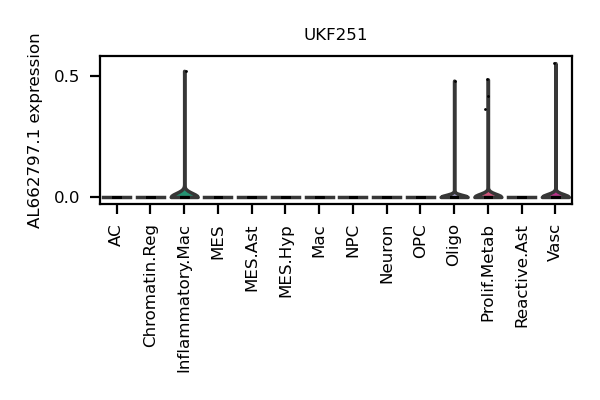 UKF251
AL662797.1 expression
0.5
0.0
AC
Chromatin.Reg
Inflammatory.Mac
MES
MES.Ast
MES.Hyp
Mac
NPC
Neuron
OPC
Oligo
Prolif.Metab
Reactive.Ast
Vasc